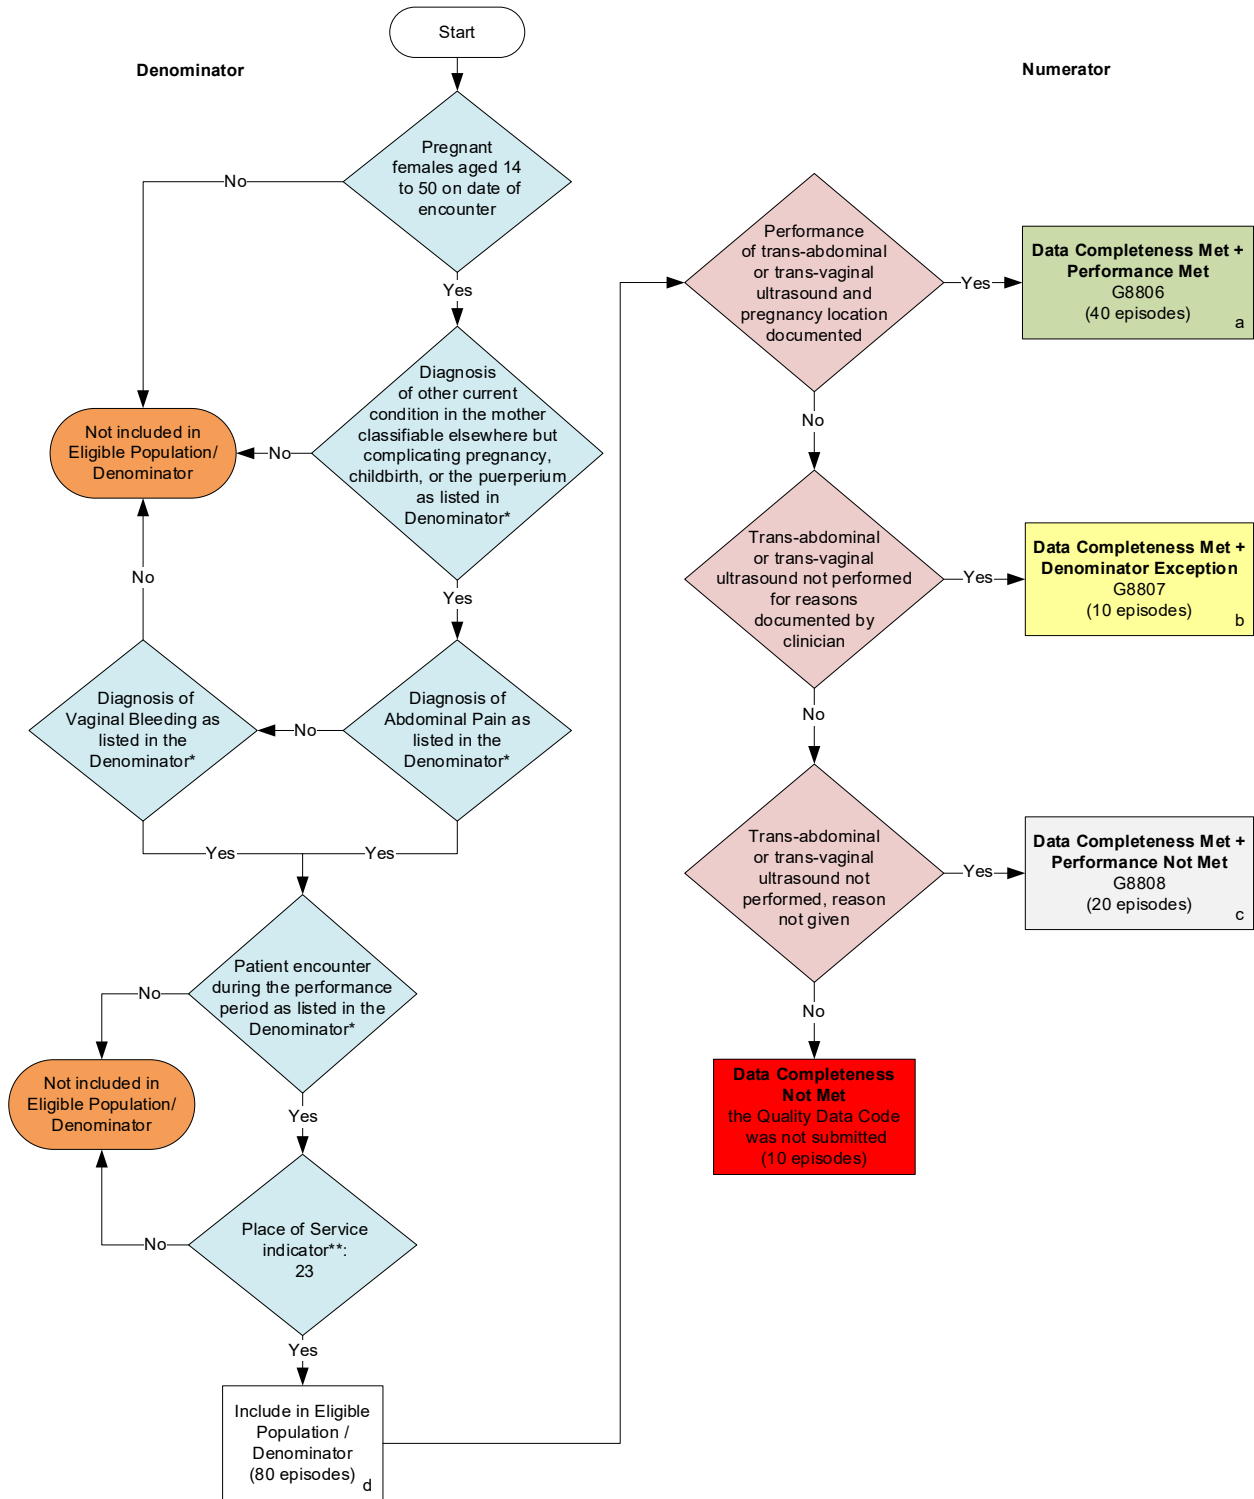 Start
Denominator
Numerator
Pregnant
females aged 14
to 50 on date of
encounter
No
Yes
Diagnosis
of other current
condition in the mother
classifiable elsewhere but
complicating pregnancy,
childbirth, or the puerperium
as listed in
Denominator*
No
Not included in
Eligible Population/
Denominator
Yes
No
Diagnosis of
Abdominal Pain as
listed in the
Denominator*
No
Diagnosis of
Vaginal Bleeding as
listed in the
Denominator*
Yes
Yes
Patient encounter
during the performance
period as listed in the
Denominator*
No
Not included in
Eligible Population/
Denominator
Yes
Place of Service
indicator**:
23
No
Yes
Include in Eligible
Population /
Denominator
(80 episodes)
d
Performance
of trans-abdominal
or trans-vaginal
ultrasound and
pregnancy location
documented
Yes
Data Completeness Met +
Performance Met
G8806
(40 episodes)
a
No
Trans-abdominal
or trans-vaginal
ultrasound not performed
for reasons
documented by
clinician
Yes
Data Completeness Met +
Denominator Exception
G8807
(10 episodes)
b
No
Trans-abdominal
or trans-vaginal
ultrasound not
performed, reason
not given
Yes
Data Completeness Met +
Performance Not Met
G8808
(20 episodes)
c
No
Data Completeness
Not Met
the Quality Data Code
was not submitted
(10 episodes)